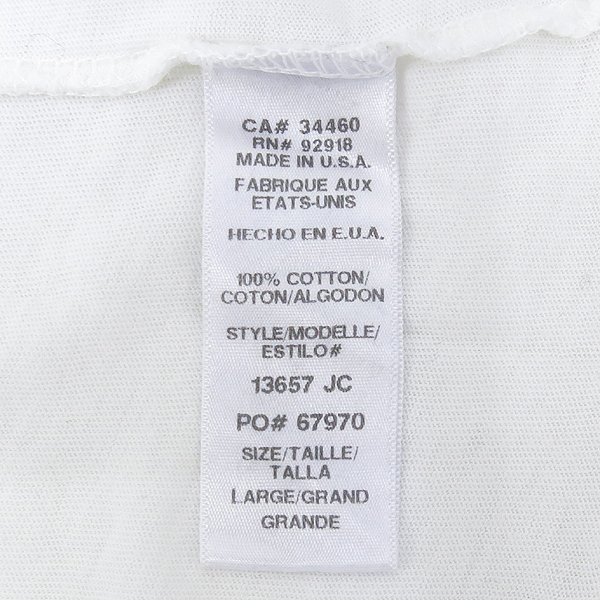 CA# 34460
RN# 92918
MADE IN U.S.A.
FABRIQUE AUX
ETATS-UNIS
HECHO EN E.U.A.
100% COTTON/
COTON/ALGODON
STYLE/MODELLE/
ESTILO#
13657 JC
PO# 67970
SIZE/TAILLE/
TALLA
LARGE/GRAND
GRANDE